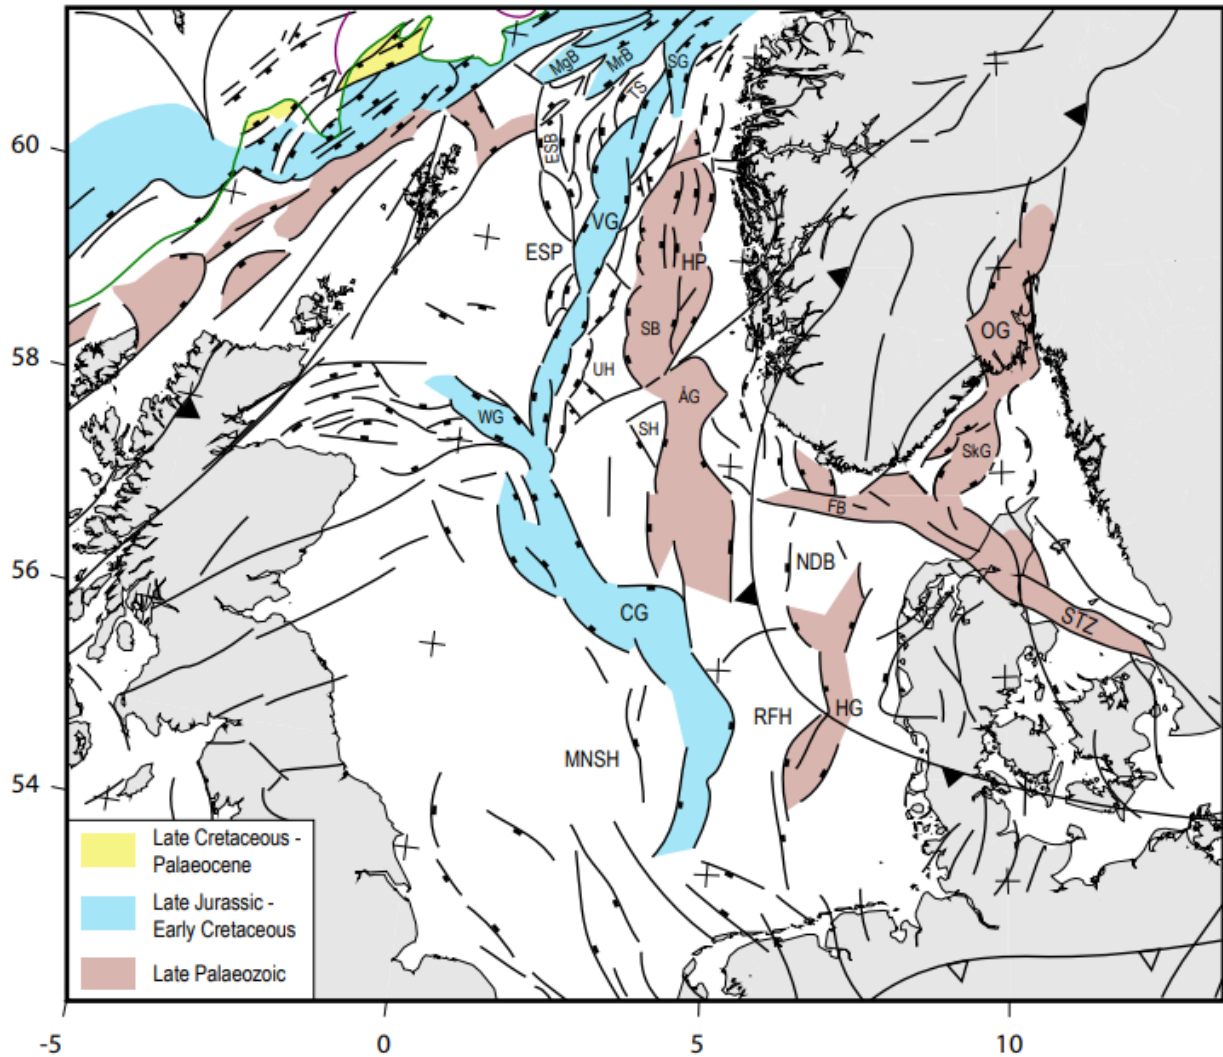 MgB
MrB
SG
TS
60
ESB
VG
ESP
HP
SB
OG
58
UH
ÅG
WG
SH
SkG
FB
56
NDB
CG
STZ
RFH
HG
MNSH
54
Late Cretaceous -
Palaeocene
Late Jurassic -
Early Cretaceous
Late Palaeozoic
-5
0
5
10